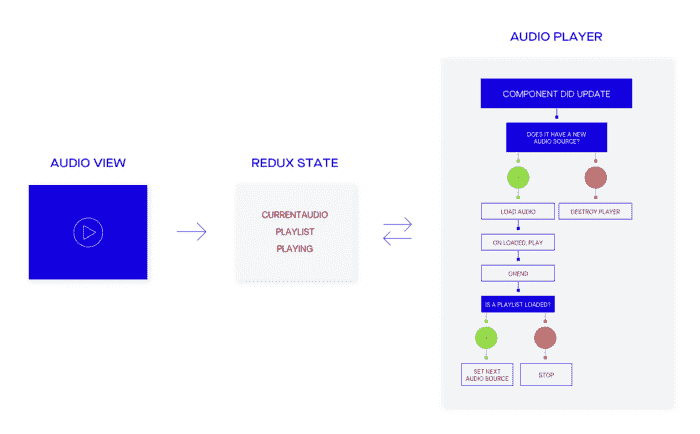 AUDIO PLAYER
COMPONENT DID UPDATE
DOES IT HAVE A NEW
AUDIO SOURCE?
AUDIO VIEW
REDUX STATE
CURRENTAUDIO
PLAYLIST
PLAYING
LOAD AUDIO
DESTROY PLAYER
ON LOADED, PLAY
ONEND
IS A PLAYLIST LOADED?
SET NEXT
AUDIO SOURCE
STOP